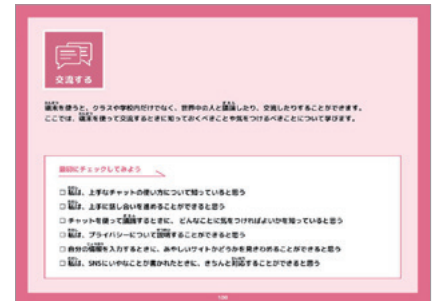 交流する
端末を使うと、クラスや学校内だけでなく、世界中の人と議論したり、交流したりすることができます。
ここでは、端末を使って交流するときに知っておくべきことや気をつけるべきことについて学びます。
最初にチェックしてみよう
□ 私は、上手なチャットの使い方について知っていると思う
□ 私は、上手に話し合いを進めることができると思う
□ チャットを使って議論するときに、どんなことに気をつければよいかを知っていると思う
□ 私は、プライバシーについて説明することができると思う
□ 自分の情報を入力するときに、あやしいサイトかどうかを見きわめることができると思う
□ 私は、SNSにいやなことが書かれたときに、きちんと対応することができると思う